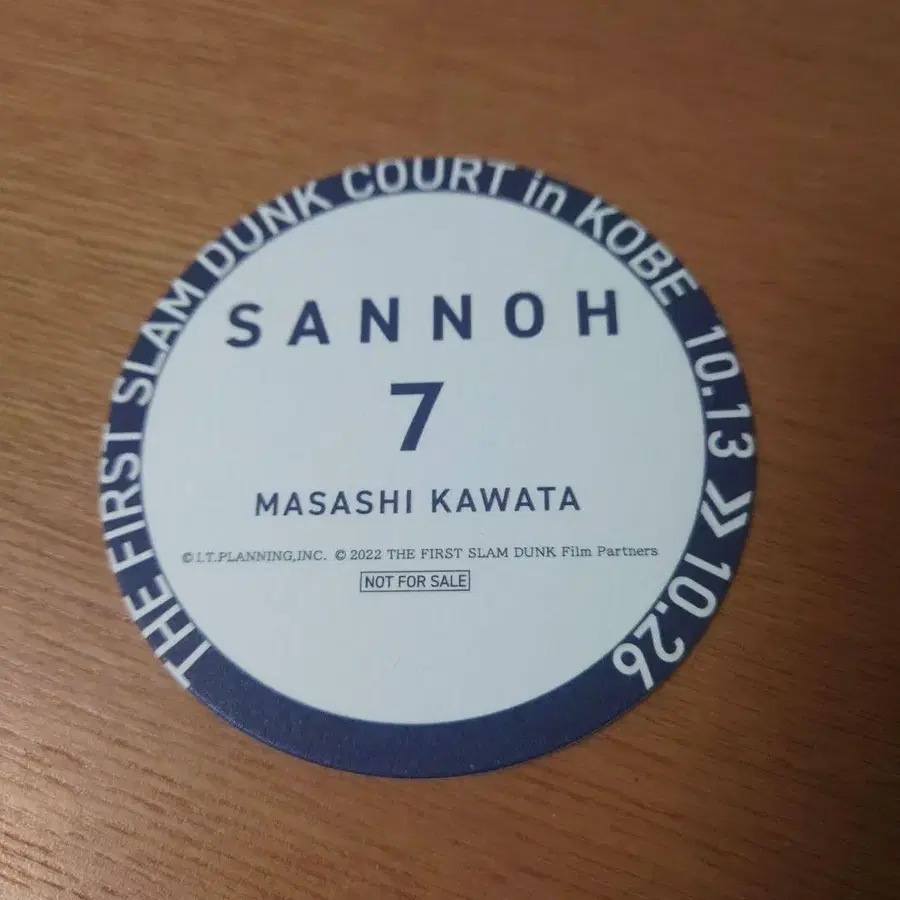 THE FIRST SLAM DUNK COURT in KOBE 10.13 >> 10.26
SANNOH
7
MASASHI KAWATA
© I.T.PLANNING,INC. © 2022 THE FIRST SLAM DUNK Film Partners
NOT FOR SALE